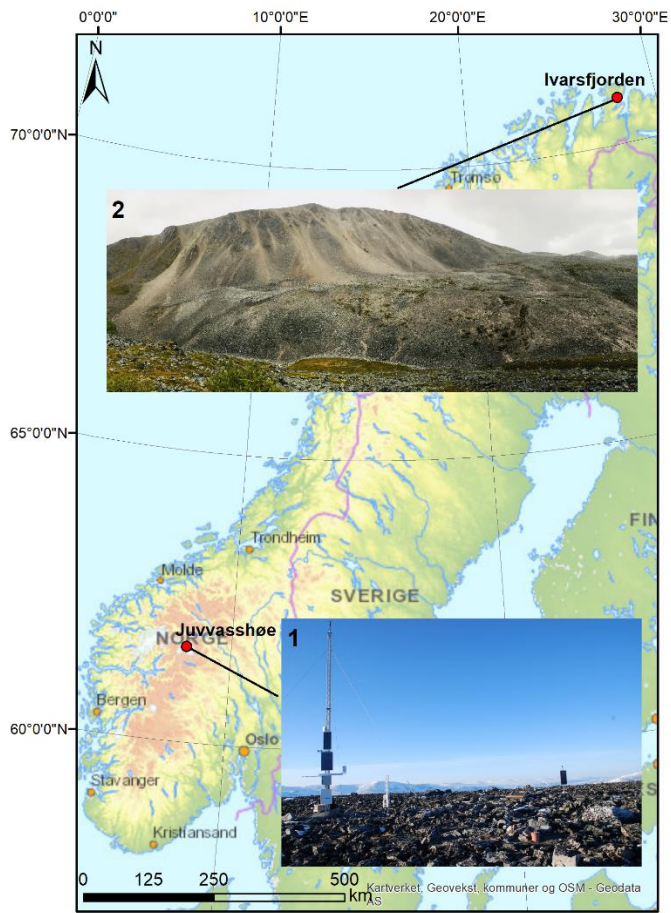 0°0'0" 10°0'0"E 20°0'0"E 30°0'0"E
N
Ivarsfjorden
70°0'0"N
Tromsø
2
65°0'0"N
Trondheim
FIN
Molde
SVERIGE
Juvvasshøe
1
NORGE
Bergen
60°0'0"N
Oslo
Stavanger
Kristiansand
0 125 250 500
km
Kartverket, Geovekst, kommuner og OSM - Geodata
AS